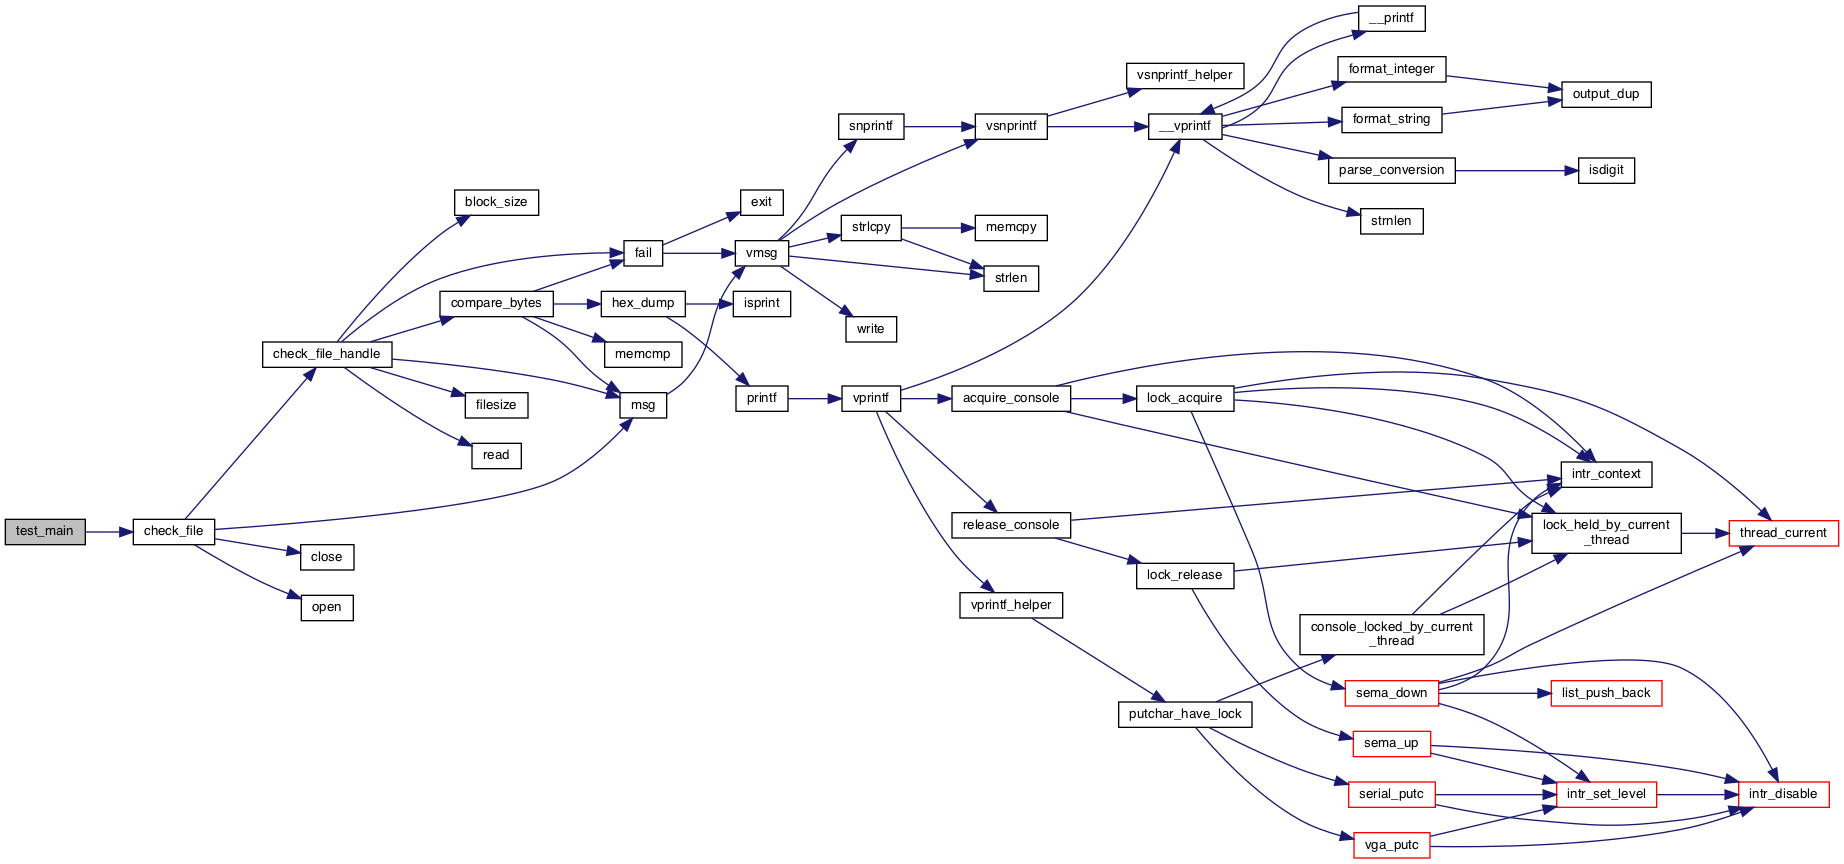 __printf
format_integer
vsnprintf_helper
output_dup
snprintf
vsnprintf
__vprintf
format_string
parse_conversion
isdigit
block_size
exit
strlcpy
memcpy
strnlen
fail
vmsg
strlen
compare_bytes
hex_dump
isprint
write
check_file_handle
memcmp
filesize
msg
printf
vprintf
acquire_console
lock_acquire
read
intr_context
test_main
check_file
release_console
lock_held_by_current
_thread
thread_current
close
lock_release
open
vprintf_helper
console_locked_by_current
_thread
sema_down
list_push_back
putchar_have_lock
sema_up
serial_putc
intr_set_level
intr_disable
vga_putc